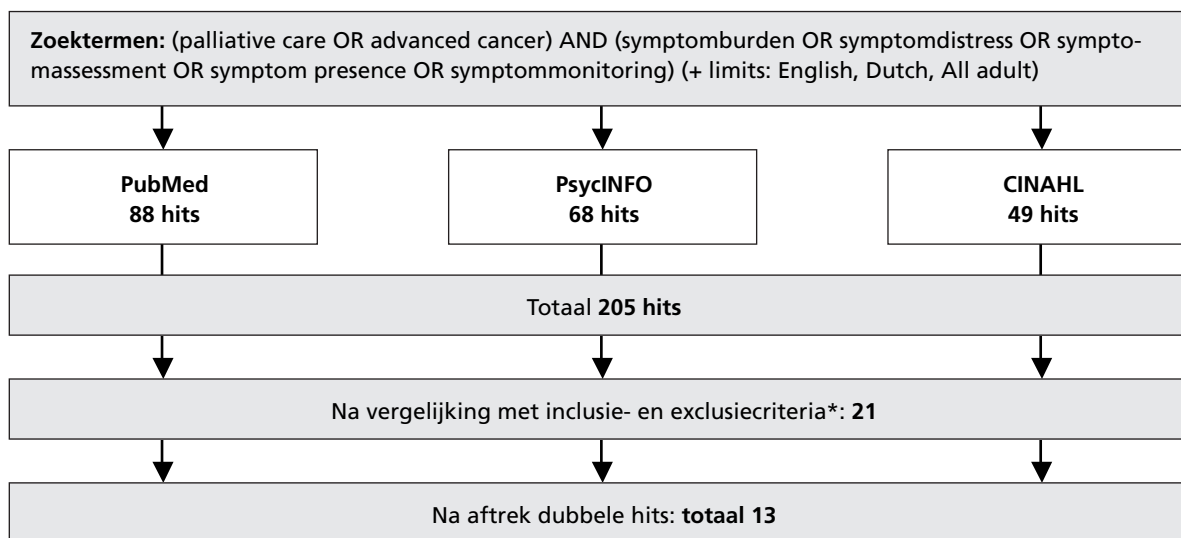 Zoektermen: (palliative care OR advanced cancer) AND (symptomburden OR symptomdistress OR sympto-
massessment OR symptom presence OR symptommonitoring) (+ limits: English, Dutch, All adult)
PubMed
88 hits
PsycINFO
68 hits
CINAHL
49 hits
Totaal 205 hits
Na vergelijking met inclusie- en exclusiecriteria*: 21
Na aftrek dubbele hits: totaal 13